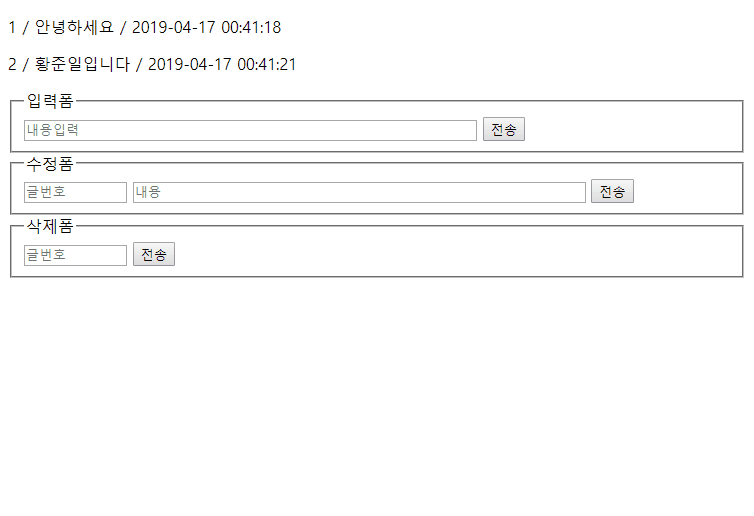 1 / 안녕하세요 / 2019-04-17 00:41:18
2 / 황준일입니다 / 2019-04-17 00:41:21
입력폼
내용입력 전송
수정폼
글번호 내용 전송
삭제폼
글번호 전송